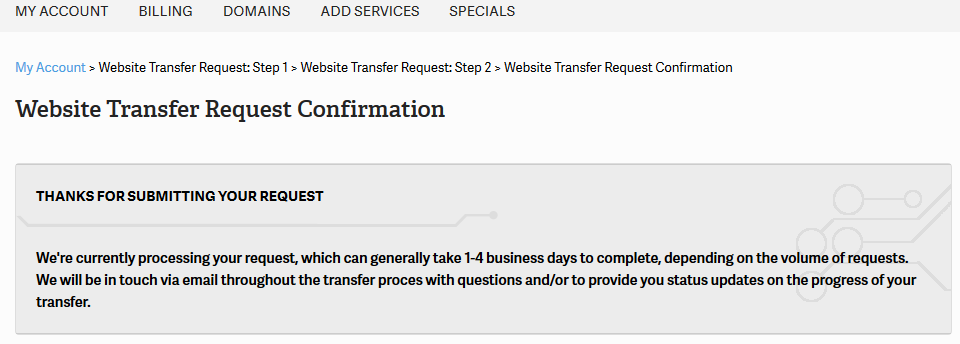 MY ACCOUNT BILLING DOMAINS ADD SERVICES SPECIALS
My Account > Website Transfer Request: Step 1 > Website Transfer Request: Step 2 > Website Transfer Request Confirmation
Website Transfer Request Confirmation
THANKS FOR SUBMITTING YOUR REQUEST
We're currently processing your request, which can generally take 1-4 business days to complete, depending on the volume of requests.
We will be in touch via email throughout the transfer proces with questions and/or to provide you status updates on the progress of your
transfer.